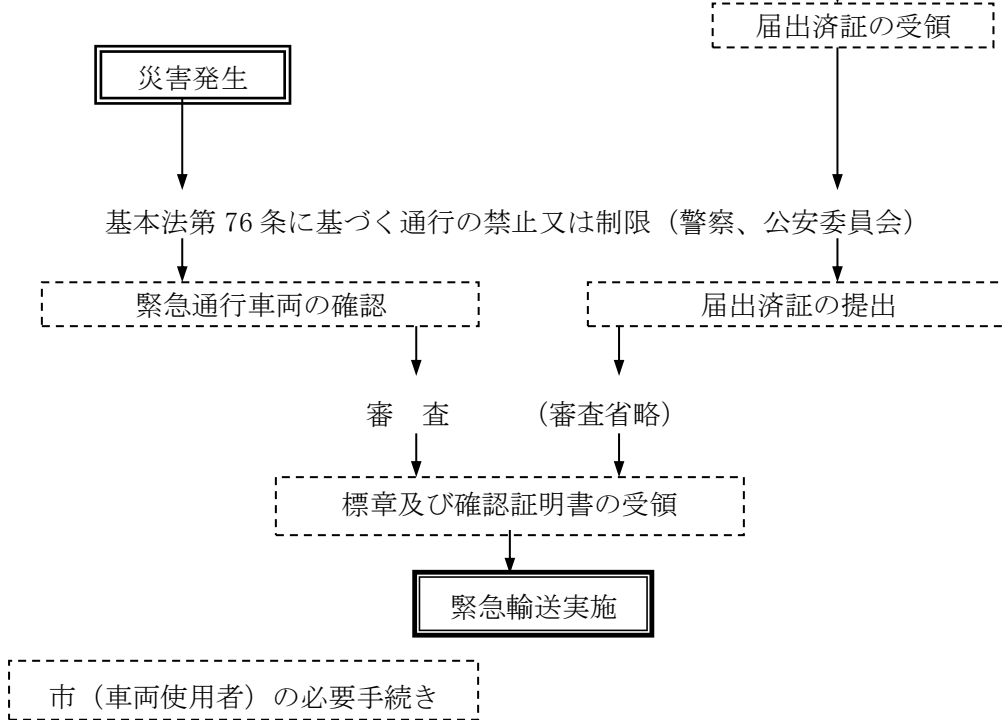 届出済証の受領
災害発生
基本法第 76 条に基づく通行の禁止又は制限（警察、公安委員会）
緊急通行車両の確認
届出済証の提出
審　査
（審査省略）
標章及び確認証明書の受領
緊急輸送実施
市（車両使用者）の必要手続き